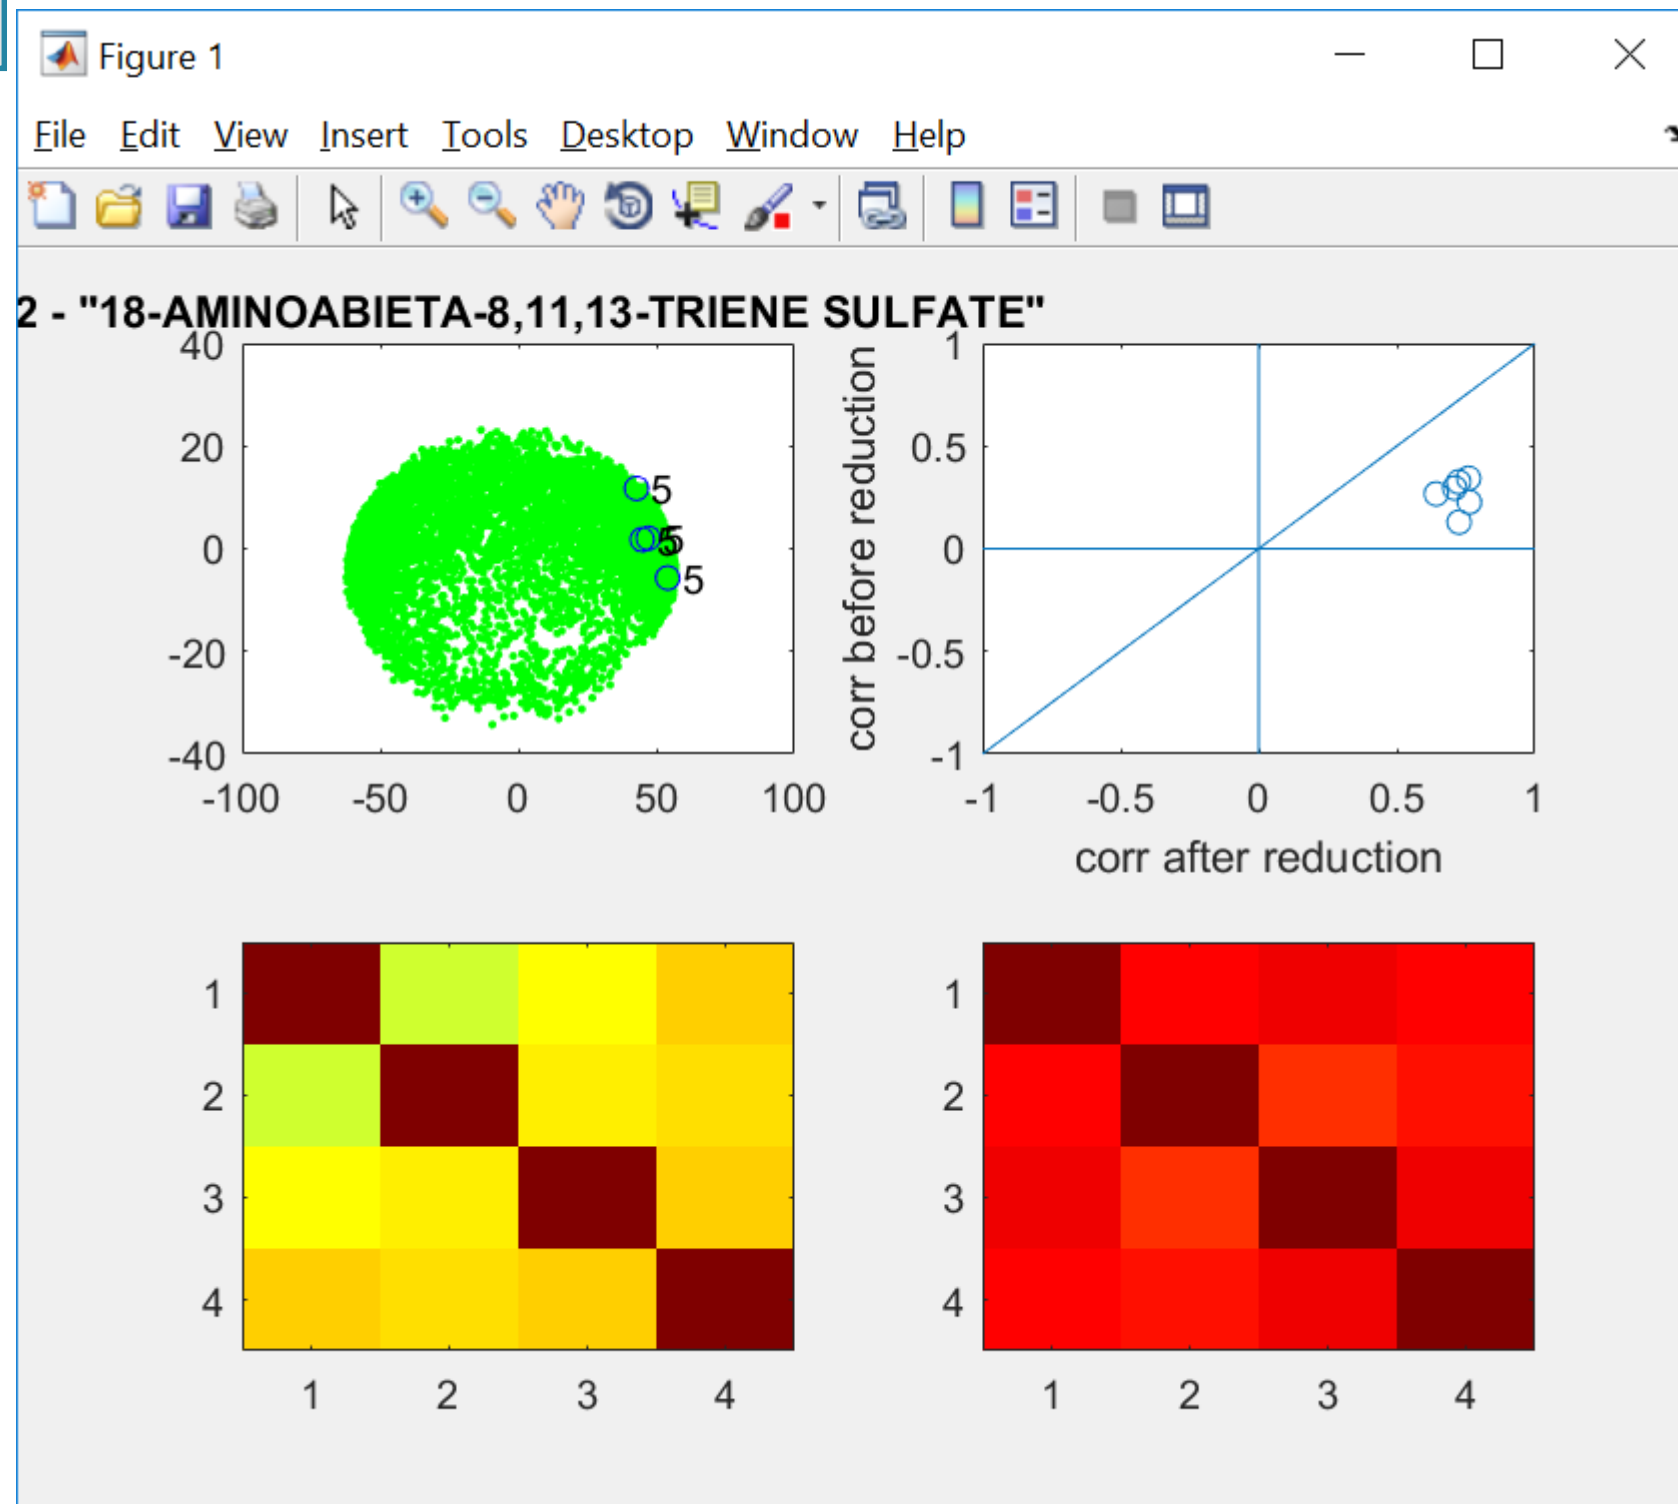 Figure 1
File Edit View Insert Tools Desktop Window Help
2 - "18-AMINOABIETA-8,11,13-TRIENE SULFATE"
40
20
0
-20
-40
-100 -50 0 50 100
5
5
5
5
corr before reduction
1
0.5
0
-0.5
-1
-1 -0.5 0 0.5 1
corr after reduction
1
2
3
4
1 2 3 4
1
2
3
4
1 2 3 4